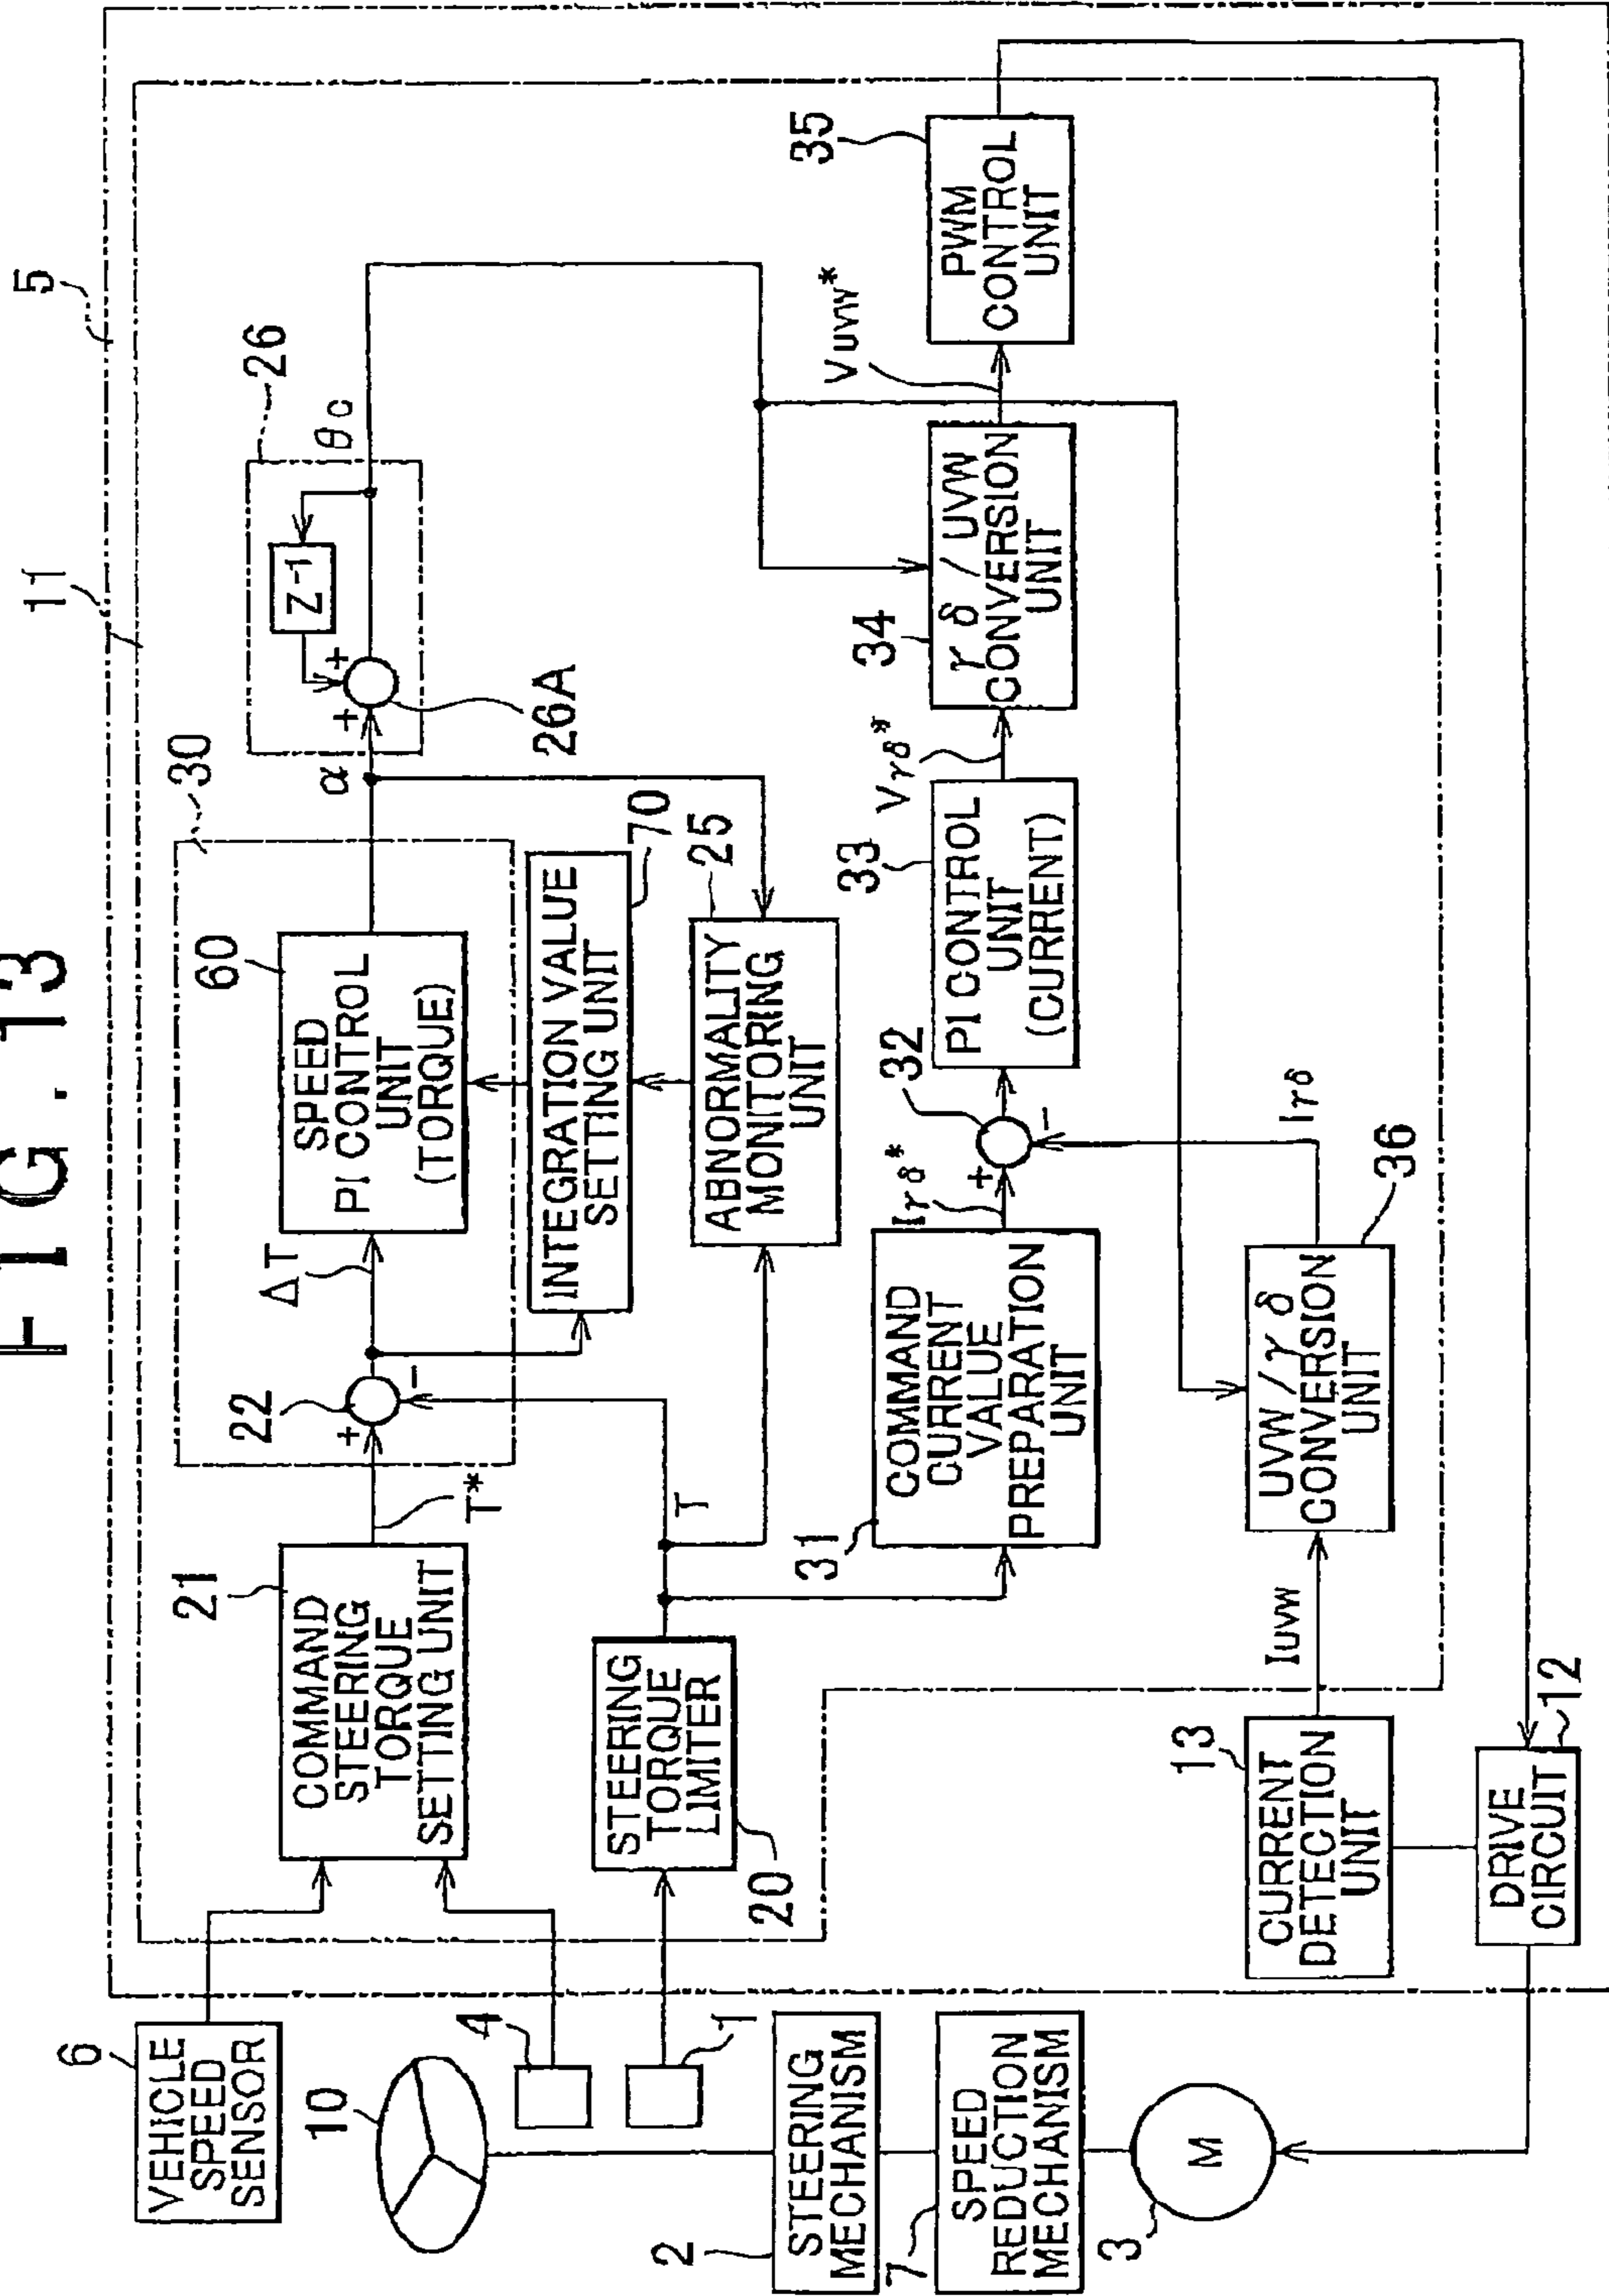 FIG. 13
5
11
6
VEHICLE
SPEED
SENSOR
10
4
1
2
STEERING
MECHANISM
7
SPEED
REDUCTION
MECHANISM
3
M
21
COMMAND
STEERING
TORQUE
SETTING UNIT
T*
20
STEERING
TORQUE
LIMITER
T
30
22
+
-
ΔT
60
SPEED
PI CONTROL
UNIT
(TORQUE)
α
70
INTEGRATION VALUE
SETTING UNIT
25
ABNORMALITY
MONITORING
UNIT
26
Z-1
+
+
26A
θc
31
COMMAND
CURRENT
VALUE
PREPARATION
UNIT
Iγδ*
32
+
-
33
PI CONTROL
UNIT
(CURRENT)
Vγδ*
34
γδ/UVW
CONVERSION
UNIT
VUVW*
35
PWM
CONTROL
UNIT
13
CURRENT
DETECTION
UNIT
IUVW
36
UVW/γδ
CONVERSION
UNIT
Iγδ
12
DRIVE
CIRCUIT